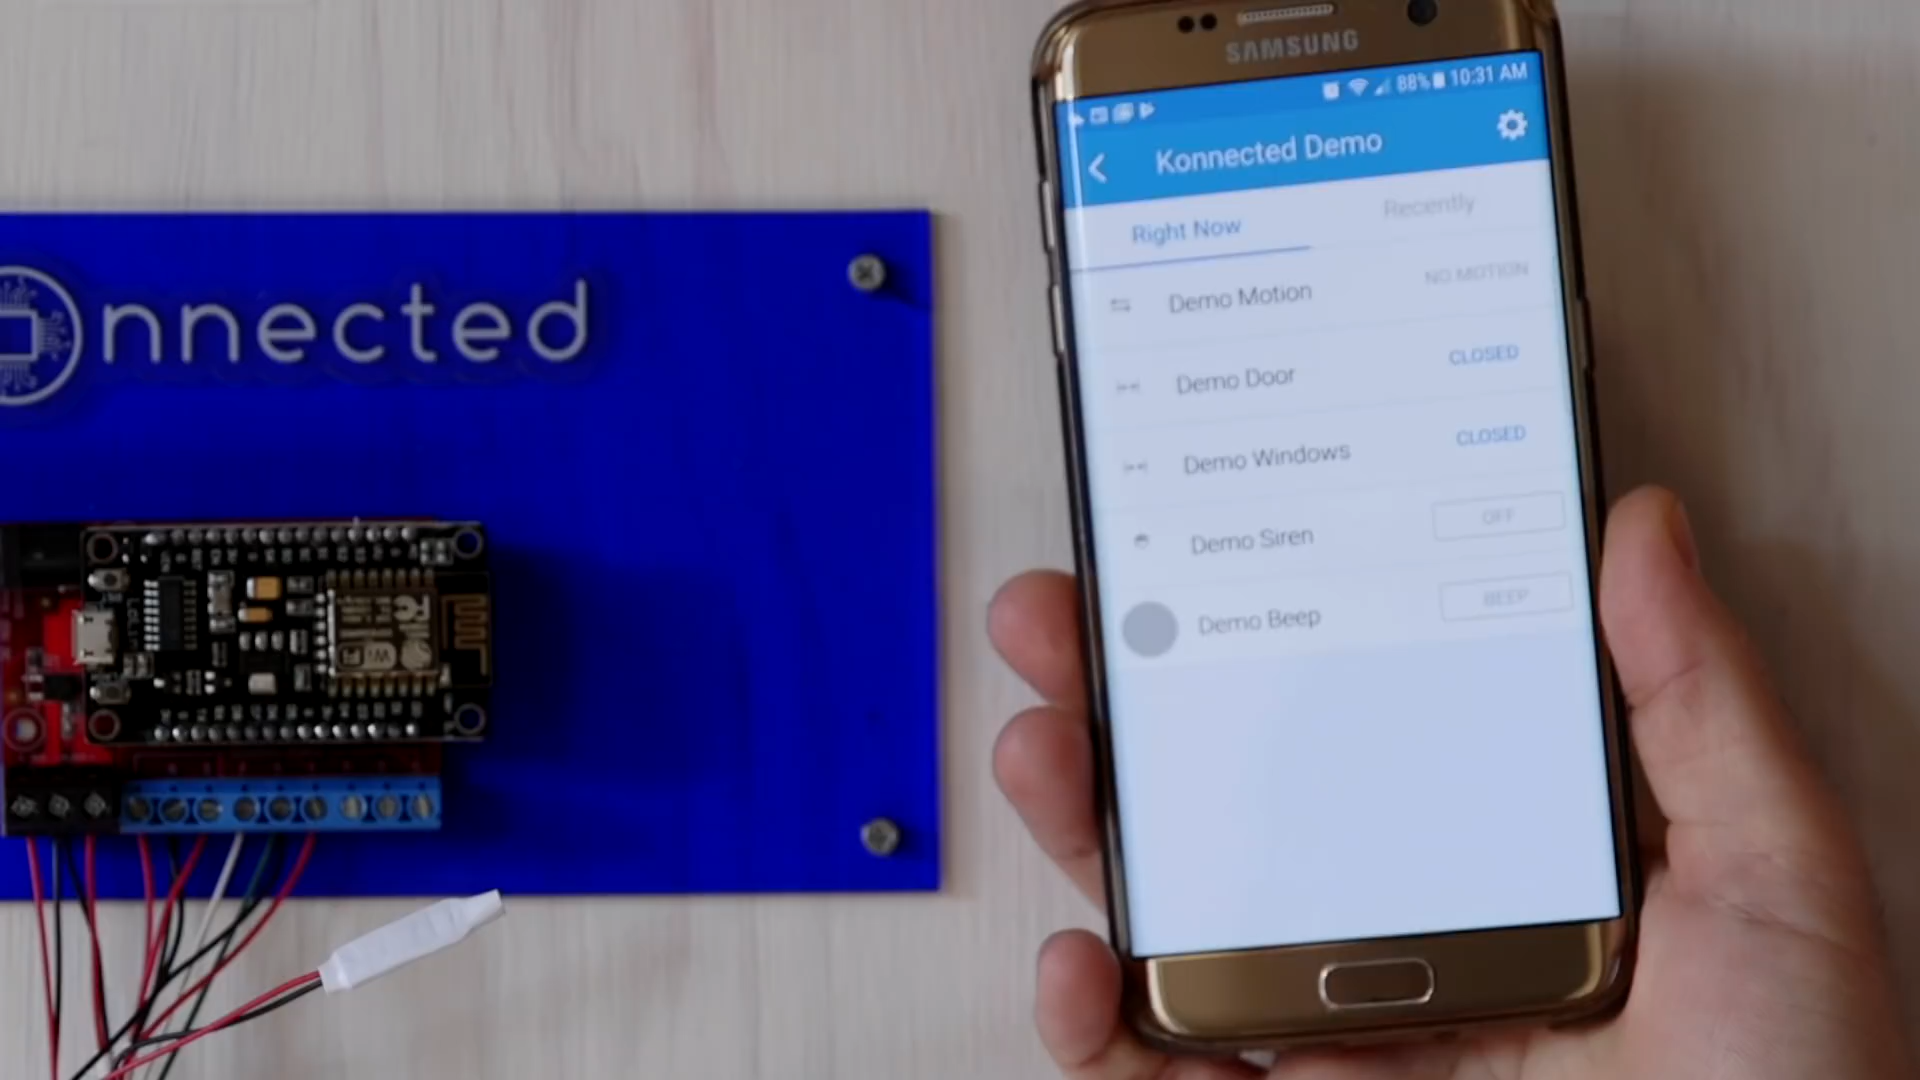 nnected
SAMSUNG
88% 10:31 AM
Konnected Demo
Right Now
Recently
Demo Motion
NO MOTION
Demo Door
CLOSED
Demo Windows
CLOSED
Demo Siren
OFF
Demo Beep
BEEP